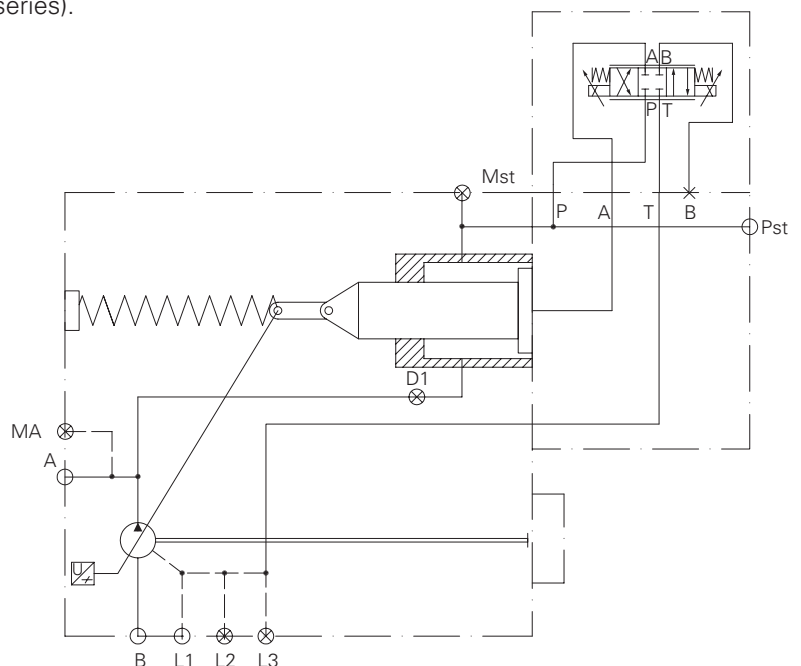 series).
A B
P T
Mst
P A T B
Pst
D1
MA
A
U
B L1 L2 L3